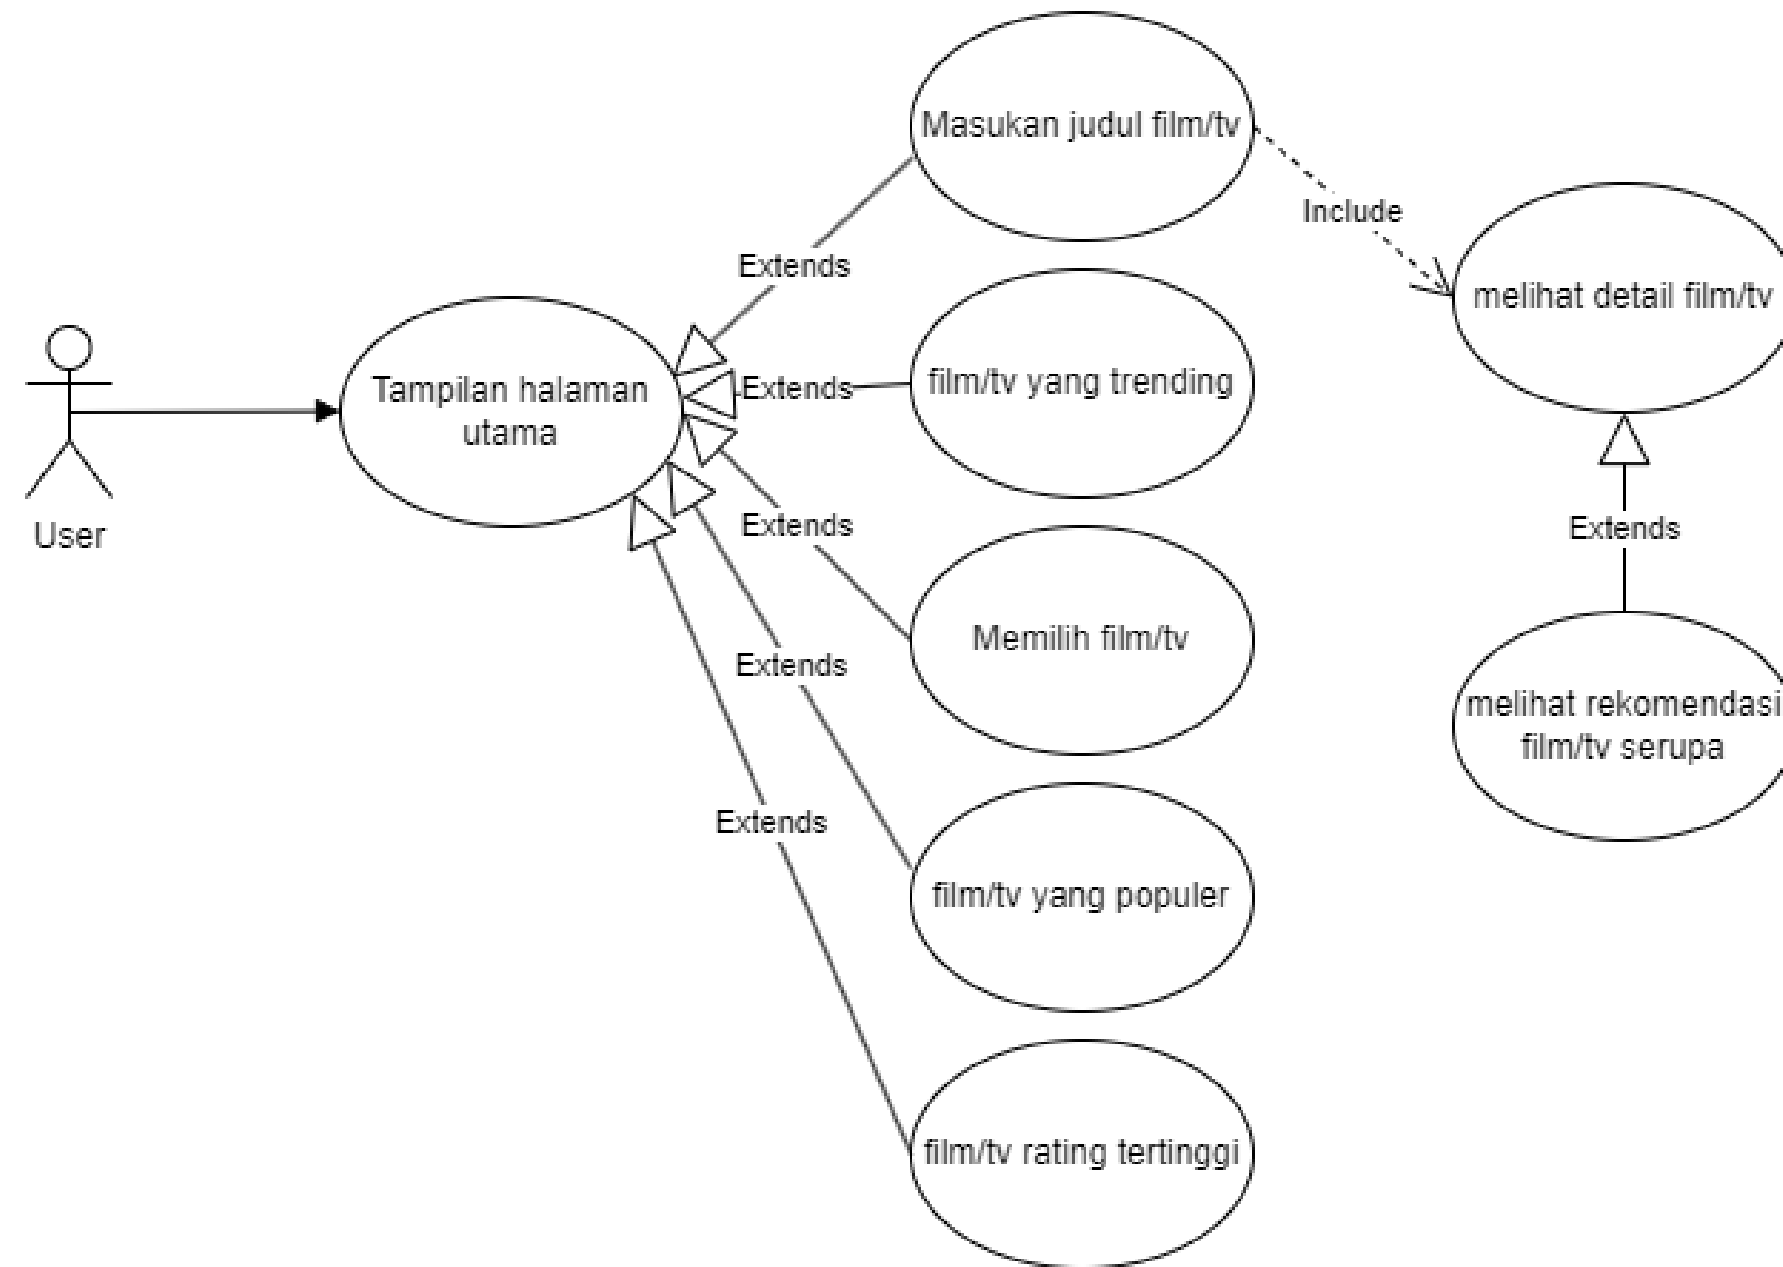 Masukan judul film/tv
Include
melihat detail film/tv
Extends
Tampilan halaman
utama
Extends
film/tv yang trending
User
Extends
Memilih film/tv
Extends
melihat rekomendasi
film/tv serupa
Extends
film/tv yang populer
Extends
film/tv rating tertinggi